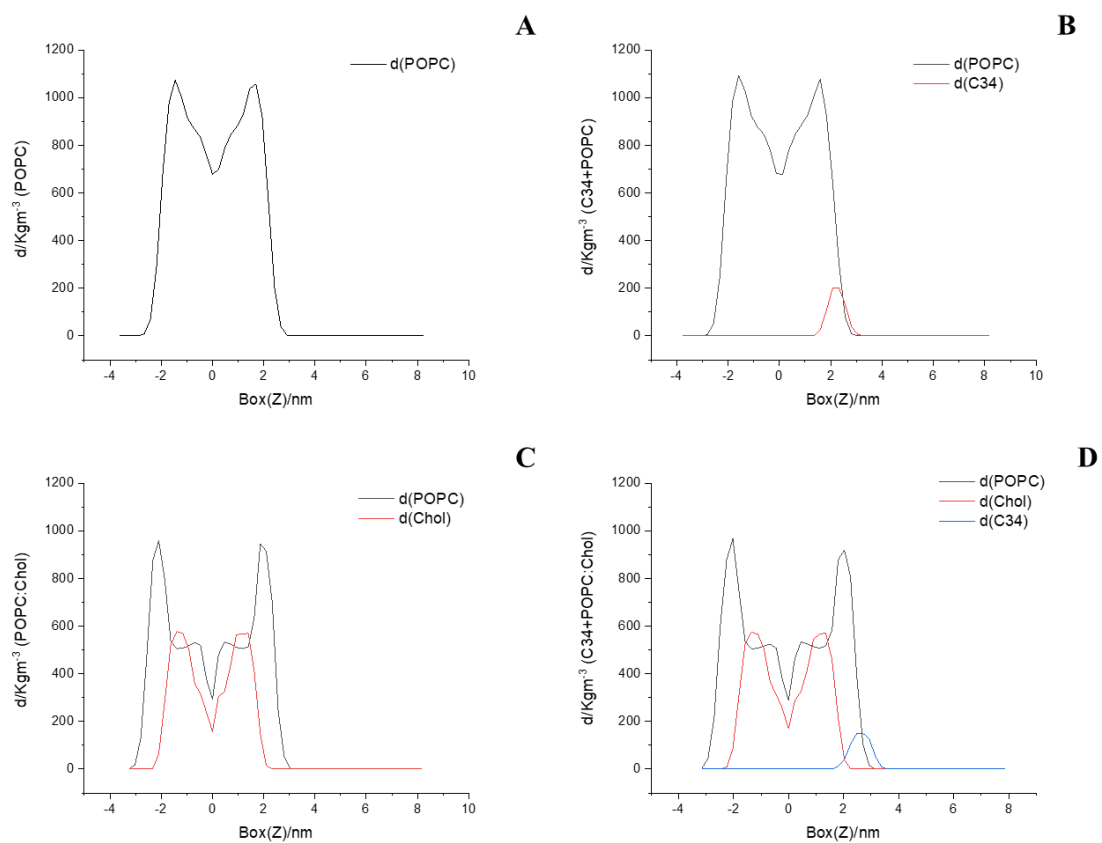 A
1200
1000
800
600
400
200
0
-4 -2 0 2 4 6 8 10
Box(Z)/nm
d/Kgm⁻³ (POPC)
d(POPC)
B
1200
1000
800
600
400
200
0
-4 -2 0 2 4 6 8 10
Box(Z)/nm
d/Kgm⁻³ (C34+POPC)
d(POPC)
d(C34)
C
1200
1000
800
600
400
200
0
-4 -2 0 2 4 6 8 10
Box(Z)/nm
d/Kgm⁻³ (POPC:Chol)
d(POPC)
d(Chol)
D
1200
1000
800
600
400
200
0
-4 -2 0 2 4 6 8
Box(Z)/nm
d/Kgm⁻³ (C34+POPC:Chol)
d(POPC)
d(Chol)
d(C34)